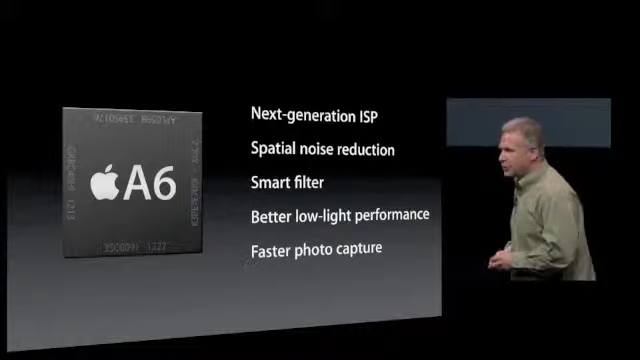 A6
Next-generation ISP
Spatial noise reduction
Smart filter
Better low-light performance
Faster photo capture